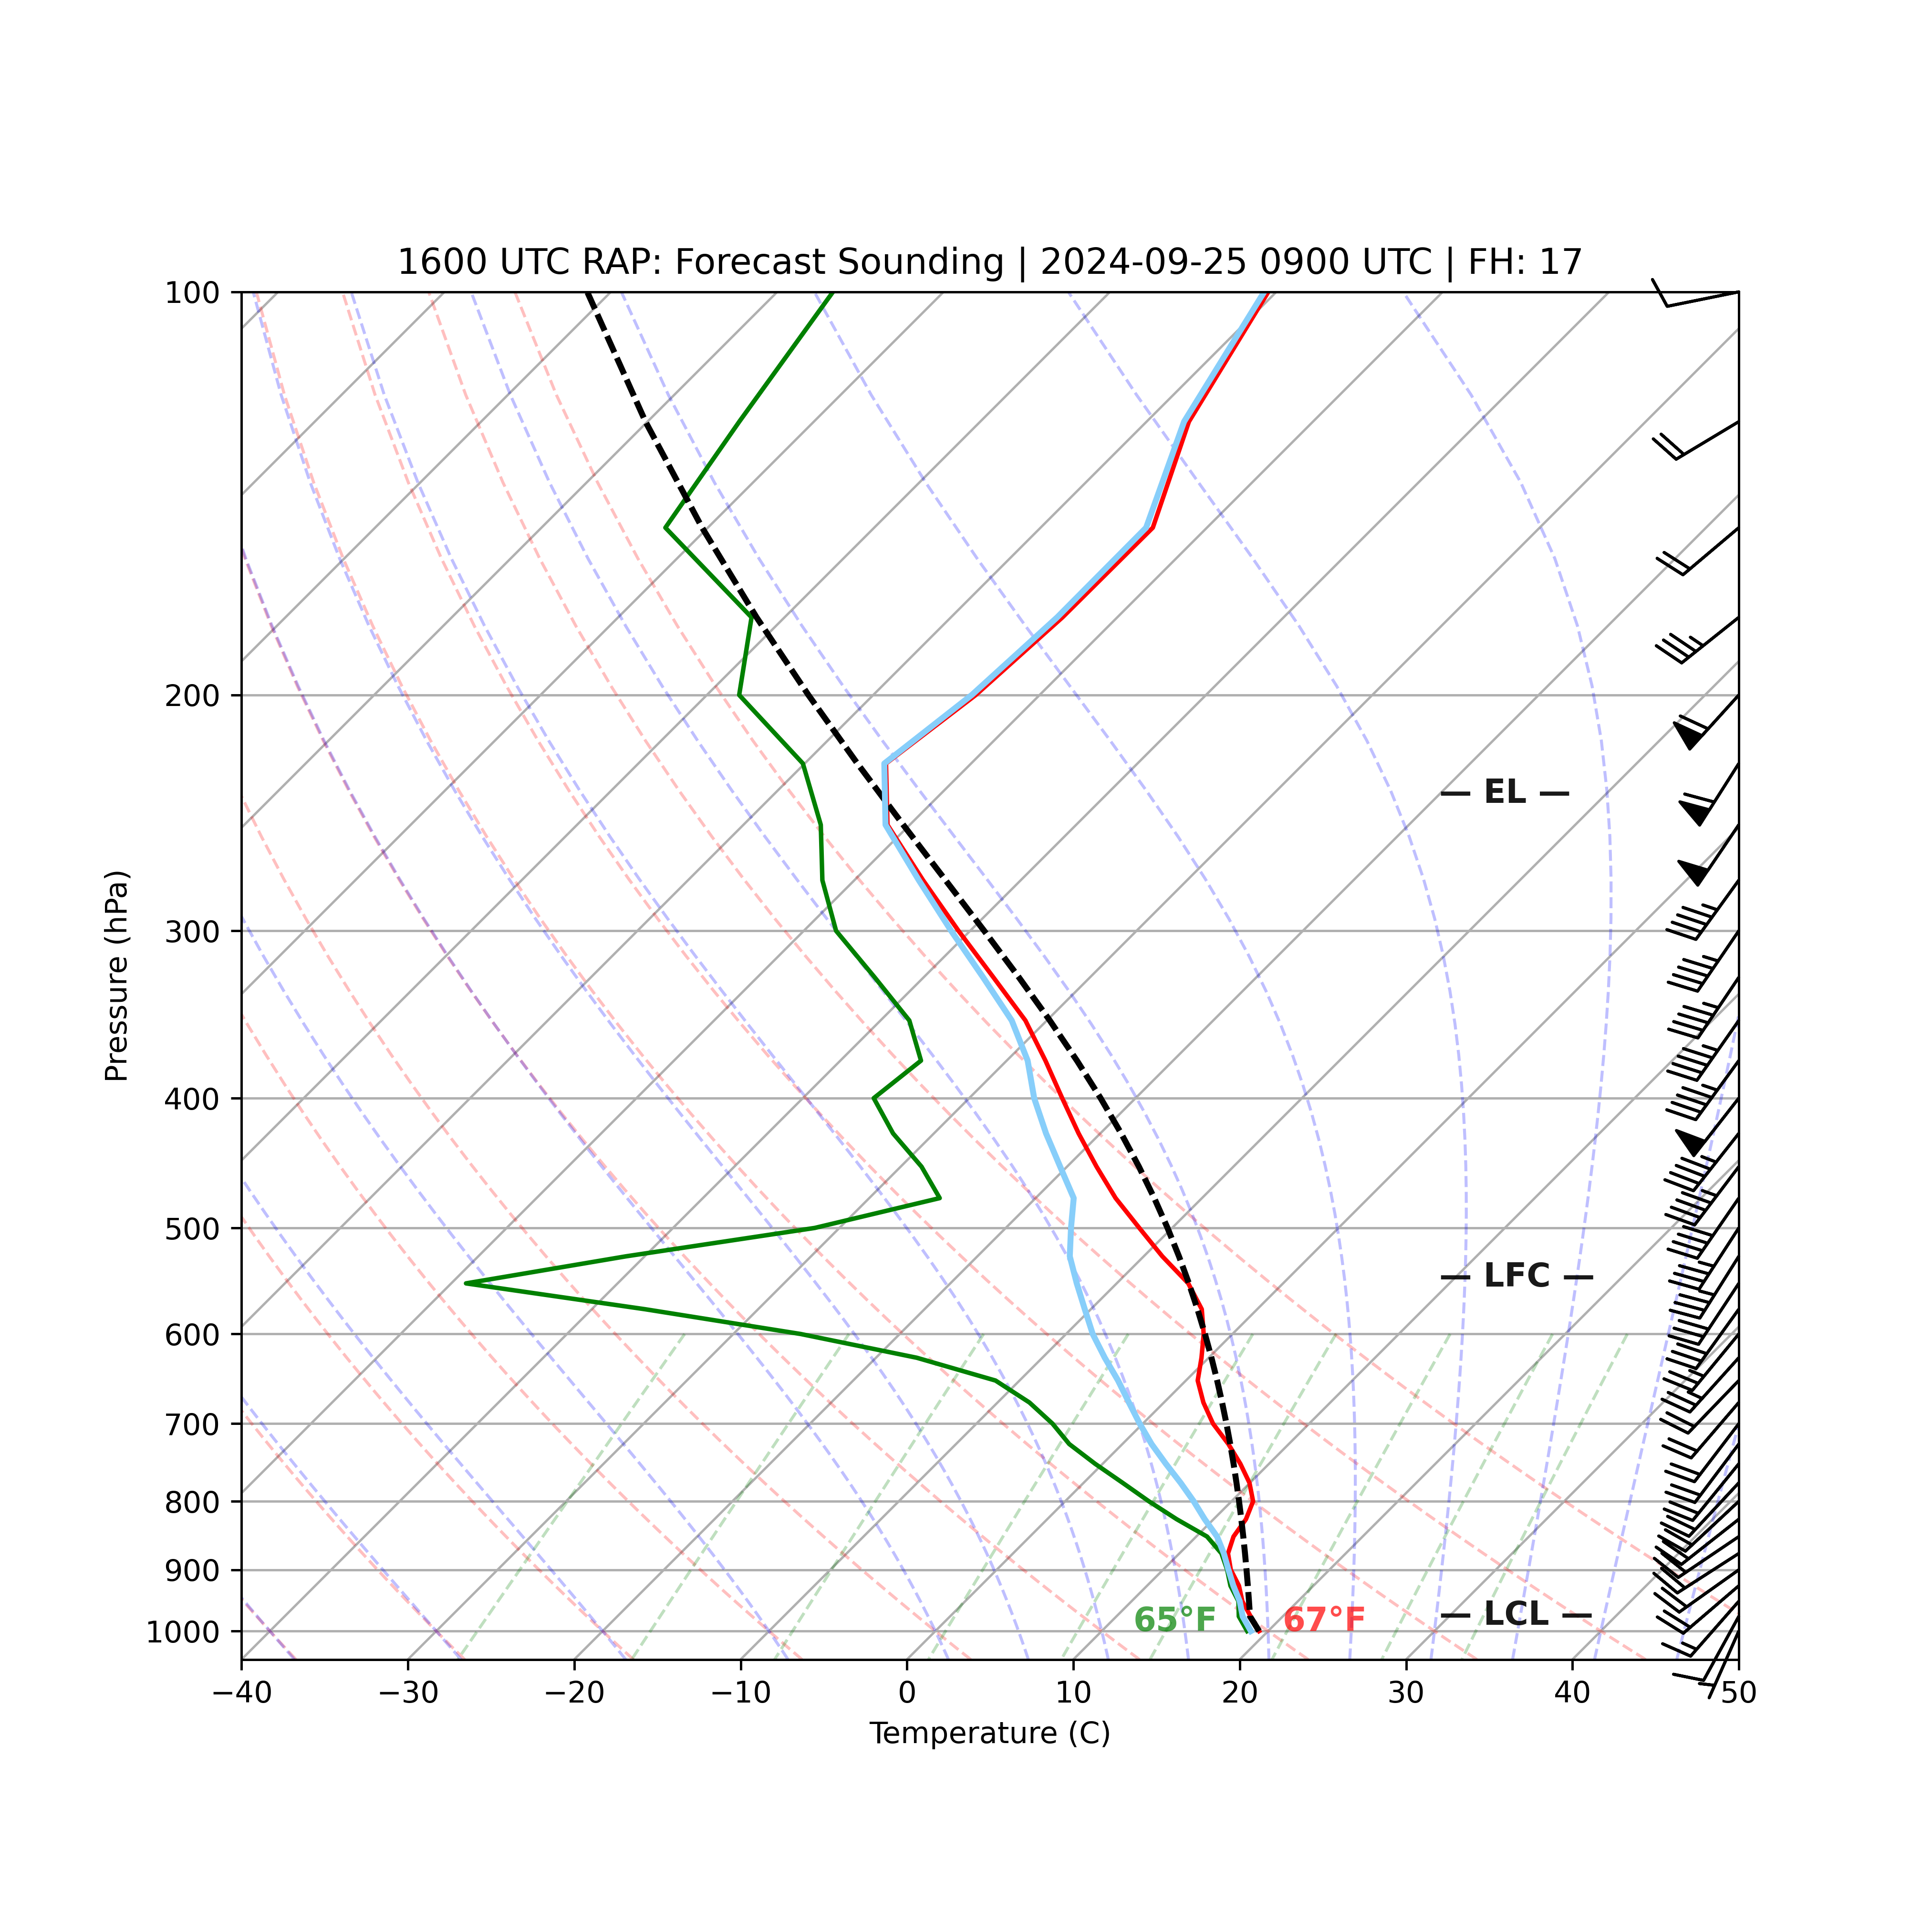 1600 UTC RAP: Forecast Sounding | 2024-09-25 0900 UTC | FH: 17
100
200
— EL —
300
Pressure (hPa)
400
500
— LFC —
600
700
800
900
65°F 67°F — LCL —
1000
−40 −30 −20 −10 0 10 20 30 40 50
Temperature (C)